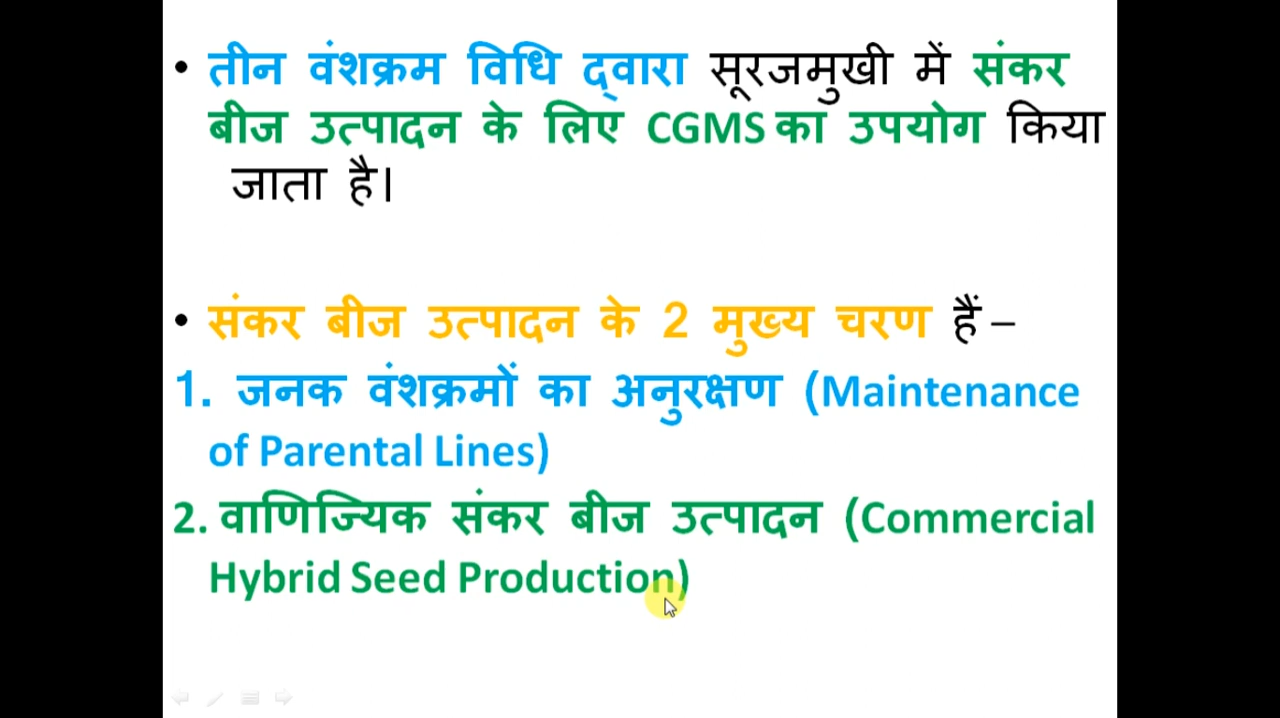 • तीन वंशक्रम विधि द्वारा सूरजमुखी में संकर
बीज उत्पादन के लिए CGMS का उपयोग किया
जाता है।
• संकर बीज उत्पादन के 2 मुख्य चरण हैं –
1. जनक वंशक्रमों का अनुरक्षण (Maintenance
of Parental Lines)
2. वाणिज्यिक संकर बीज उत्पादन (Commercial
Hybrid Seed Production)